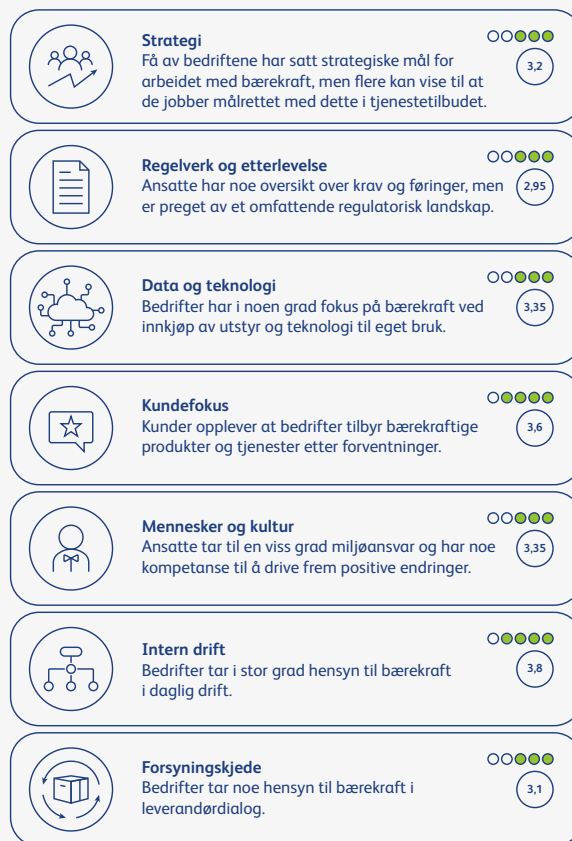 Strategi
Få av bedriftene har satt strategiske mål for
arbeidet med bærekraft, men flere kan vise til at
de jobber målrettet med dette i tjenestetilbudet.
3,2
Regelverk og etterlevelse
Ansatte har noe oversikt over krav og føringer, men
er preget av et omfattende regulatorisk landskap.
2,95
Data og teknologi
Bedrifter har i noen grad fokus på bærekraft ved
innkjøp av utstyr og teknologi til eget bruk.
3,35
Kundefokus
Kunder opplever at bedrifter tilbyr bærekraftige
produkter og tjenester etter forventninger.
3,6
Mennesker og kultur
Ansatte tar til en viss grad miljøansvar og har noe
kompetanse til å drive frem positive endringer.
3,35
Intern drift
Bedrifter tar i stor grad hensyn til bærekraft
i daglig drift.
3,8
Forsyningskjede
Bedrifter tar noe hensyn til bærekraft i
leverandørdialog.
3,1